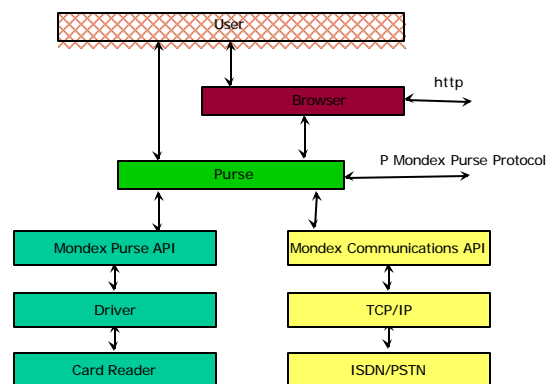 User
http
Browser
P Mondex Purse Protocol
Purse
Mondex Purse API
Mondex Communications API
Driver
TCP/IP
Card Reader
ISDN/PSTN